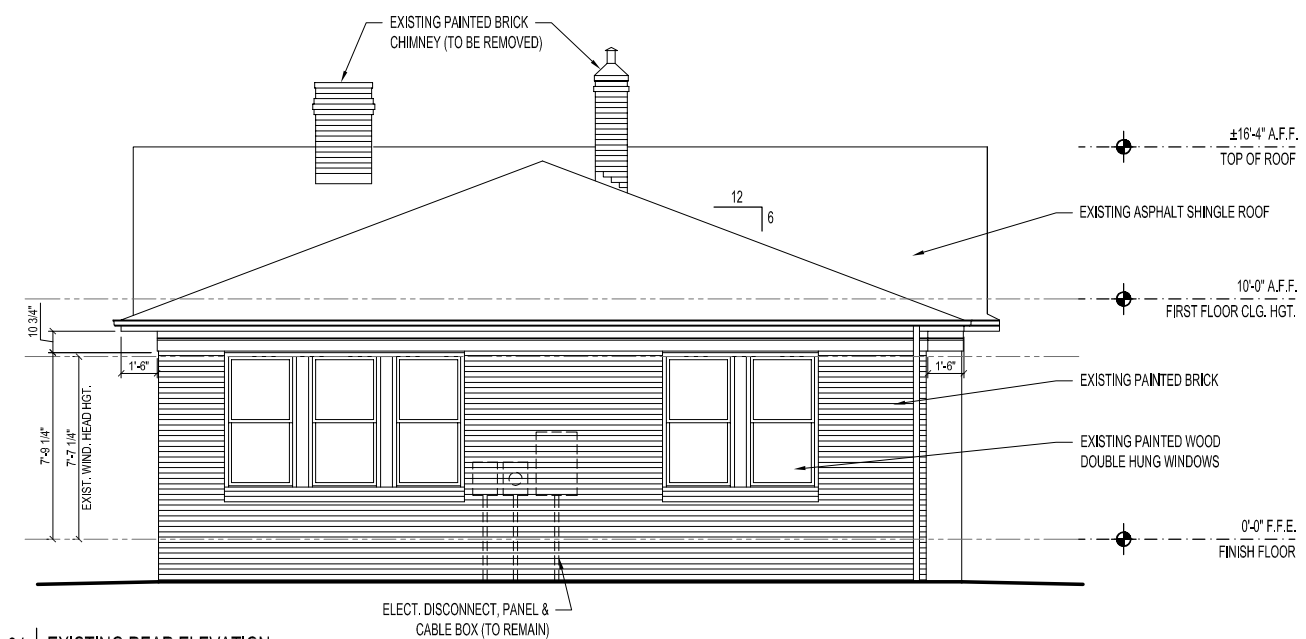 EXISTING PAINTED BRICK
CHIMNEY (TO BE REMOVED)
±16'-4" A.F.F.
TOP OF ROOF
12
6
EXISTING ASPHALT SHINGLE ROOF
10'-0" A.F.F.
FIRST FLOOR CLG. HGT.
10 3/4"
1'-6"
1'-6"
EXISTING PAINTED BRICK
7'-9 1/4"
7'-7 1/4"
EXIST. WIND. HEAD HGT.
EXISTING PAINTED WOOD
DOUBLE HUNG WINDOWS
0'-0" F.F.E.
FINISH FLOOR
ELECT. DISCONNECT, PANEL &
CABLE BOX (TO REMAIN)
EXISTING REAR ELEVATION